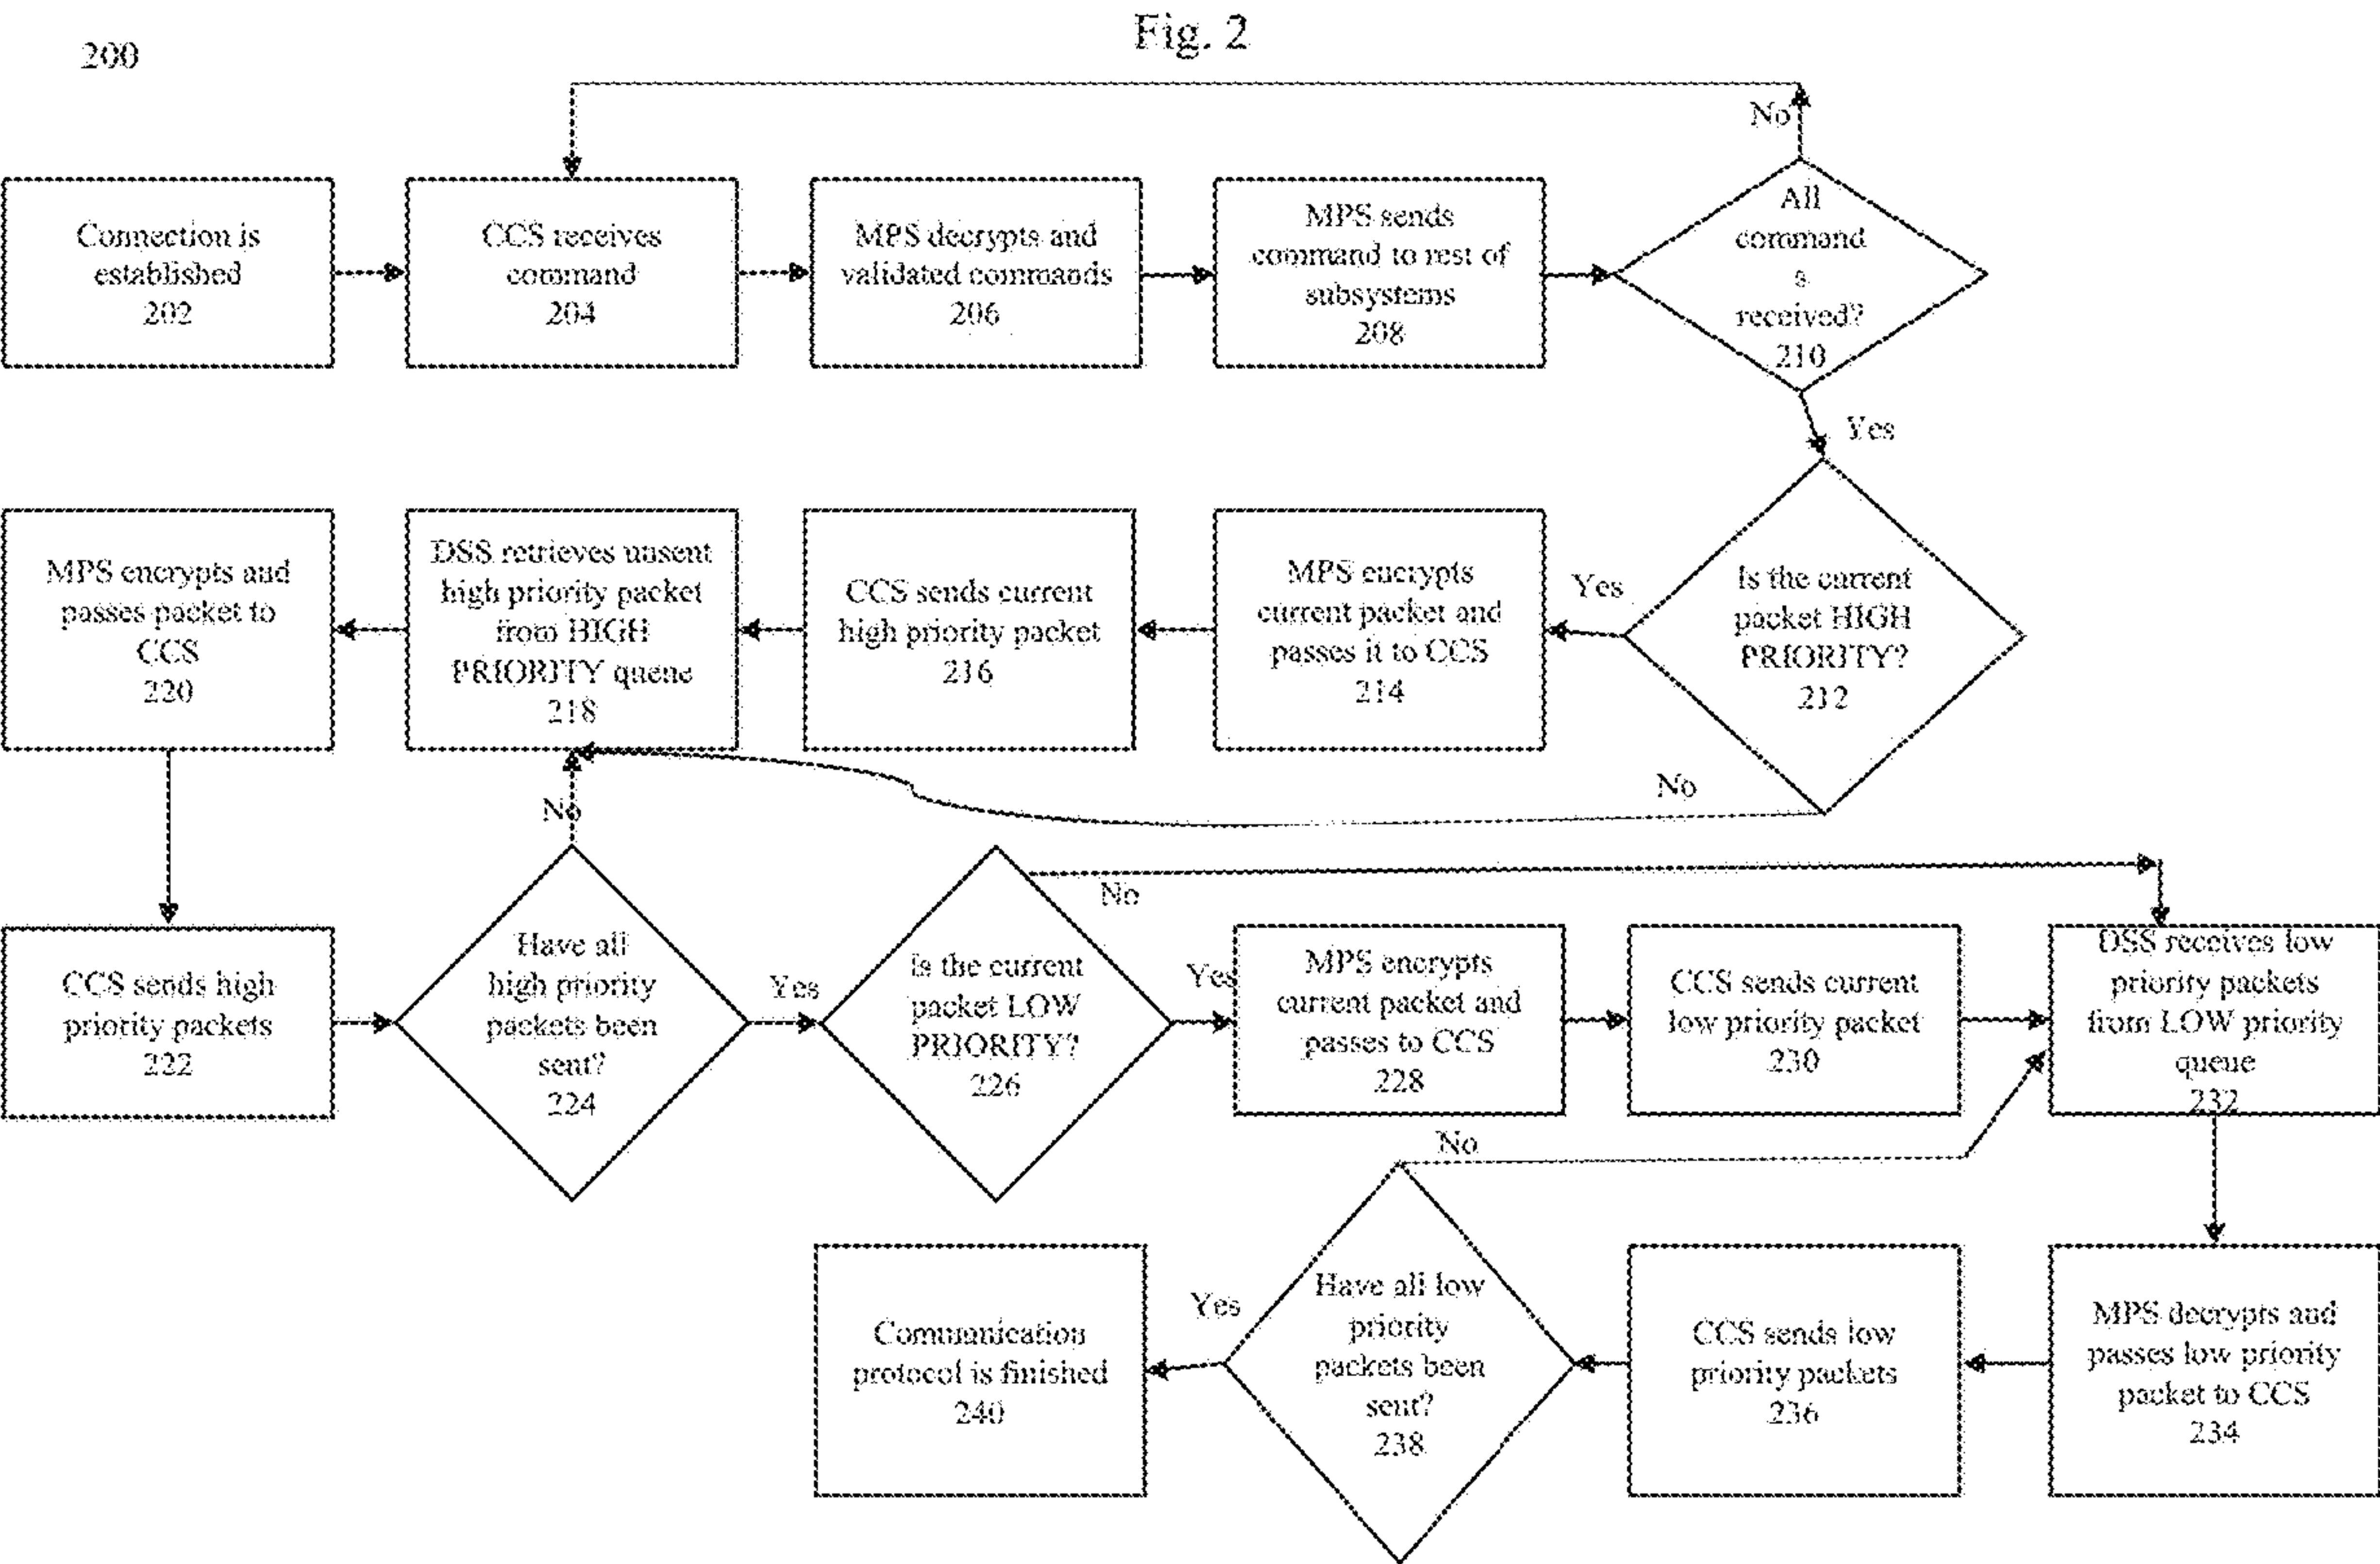 Fig. 2
200
No
Connection is
established
202
CCS receives
command
204
MPS decrypts and
validated commands
206
MPS sends
command to rest of
subsystems
208
All
command
s
received?
210
Yes
MPS encrypts and
passes packet to
CCS
220
DSS retrieves unsent
high priority packet
from HIGH
PRIORITY queue
218
CCS sends current
high priority packet
216
MPS encrypts
current packet and
passes it to CCS
214
Yes
Is the current
packet HIGH
PRIORITY?
212
No
No
No
CCS sends high
priority packets
222
Have all
high priority
packets been
sent?
224
Yes
Is the current
packet LOW
PRIORITY?
226
Yes
MPS encrypts
current packet and
passes to CCS
228
CCS sends current
low priority packet
230
DSS receives low
priority packets
from LOW priority
queue
232
No
Communication
protocol is finished
240
Yes
Have all low
priority
packets been
sent?
238
CCS sends low
priority packets
236
MPS decrypts and
passes low priority
packet to CCS
234